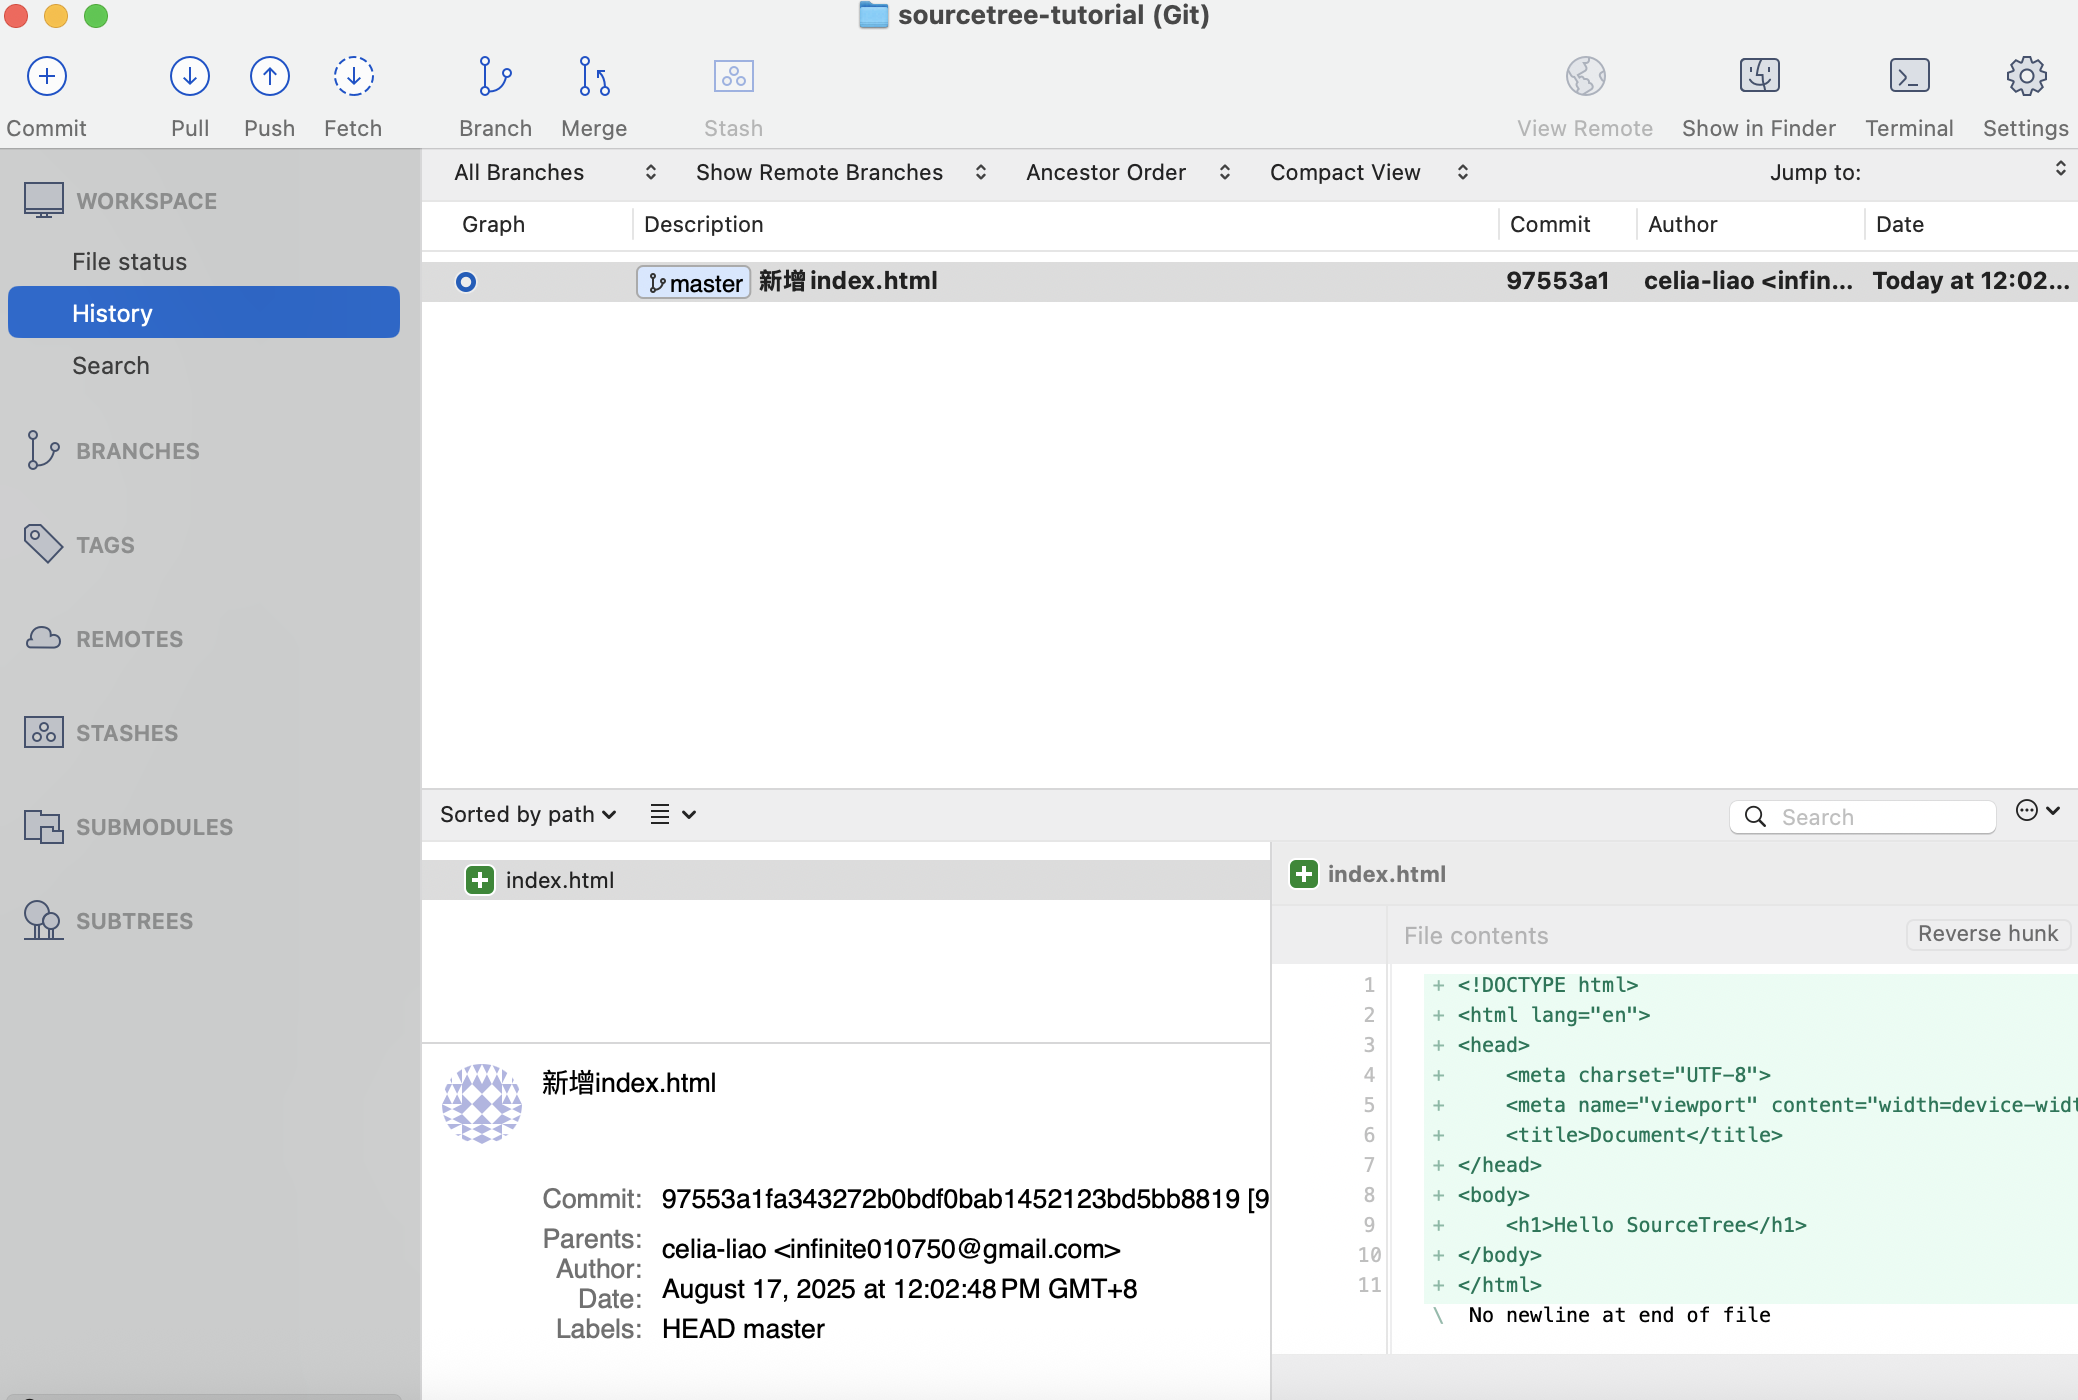 sourcetree-tutorial (Git)
Commit Pull Push Fetch Branch Merge Stash View Remote Show in Finder Terminal Settings
WORKSPACE
File status
History
Search
BRANCHES
TAGS
REMOTES
STASHES
SUBMODULES
SUBTREES
All Branches Show Remote Branches Ancestor Order Compact View Jump to:
Graph Description Commit Author Date
master 新增index.html 97553a1 celia-liao <infin... Today at 12:02...
Sorted by path Search
index.html
新增index.html
Commit: 97553a1fa343272b0bdf0bab1452123bd5bb8819 [9
Parents:
Author: celia-liao <infinite010750@gmail.com>
Date: August 17, 2025 at 12:02:48 PM GMT+8
Labels: HEAD master
index.html
File contents Reverse hunk
1 + <!DOCTYPE html>
2 + <html lang="en">
3 + <head>
4 +     <meta charset="UTF-8">
5 +     <meta name="viewport" content="width=device-widt
6 +     <title>Document</title>
7 + </head>
8 + <body>
9 +     <h1>Hello SourceTree</h1>
10 + </body>
11 + </html>
\ No newline at end of file